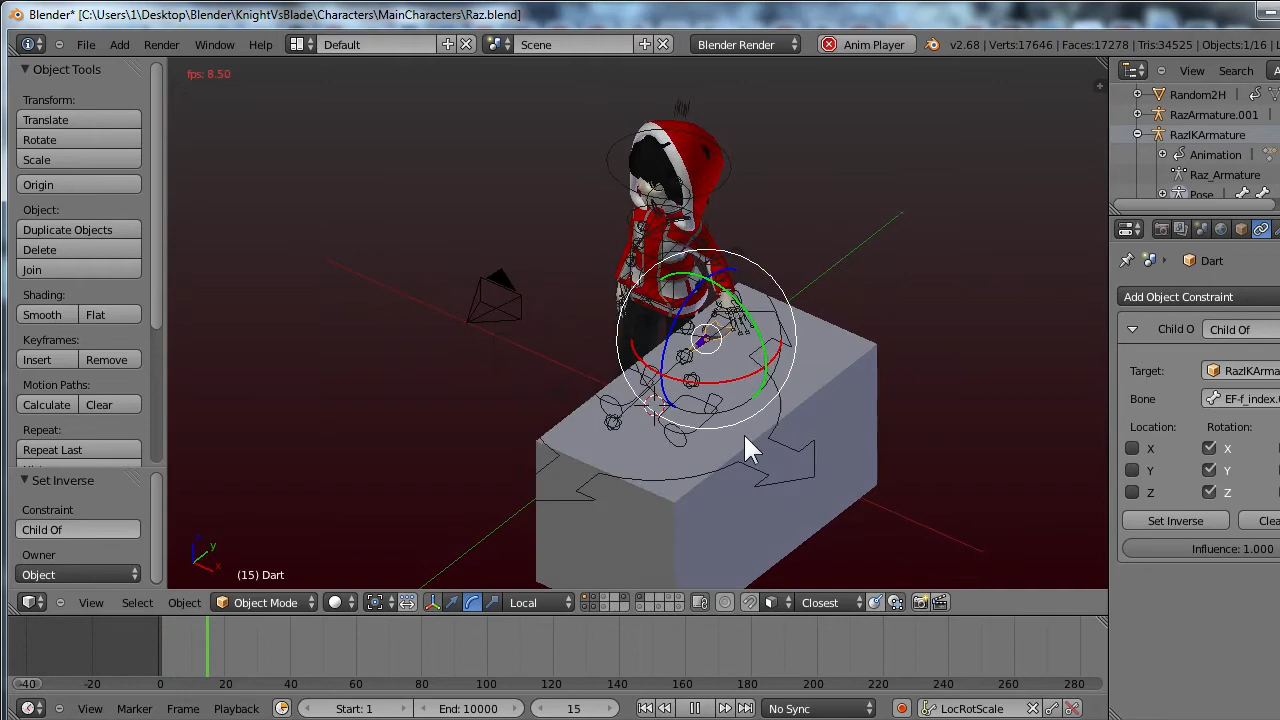 Blender* [C:\Users\1\Desktop\Blender\KnightVsBlade\Characters\MainCharacters\Raz.blend]
File Add Render Window Help Default Scene Blender Render Anim Player v2.68 | Verts:17646 | Faces:17278 | Tris:34525 | Objects:1/16 |
Object Tools
Transform:
Translate
Rotate
Scale
Origin
Object:
Duplicate Objects
Delete
Join
Shading:
Smooth Flat
Keyframes:
Insert Remove
Motion Paths:
Calculate Clear
Repeat:
Repeat Last
Set Inverse
Constraint
Child Of
Owner
Object
fps: 8.50
z
y
x
(15) Dart
View Search
Random2H
RazArmature.001
RazIKArmature
Animation
Raz_Armature
Pose
Dart
Add Object Constraint
Child O Child Of
Target: RazIKArma
Bone EF-f_index.
Location: Rotation:
X X
Y Y
Z Z
Set Inverse Clea
Influence: 1.000
View Select Object Object Mode Local Closest
-40 -20 0 20 40 60 80 100 120 140 160 180 200 220 240 260 280
View Marker Frame Playback Start: 1 End: 10000 15 No Sync LocRotScale